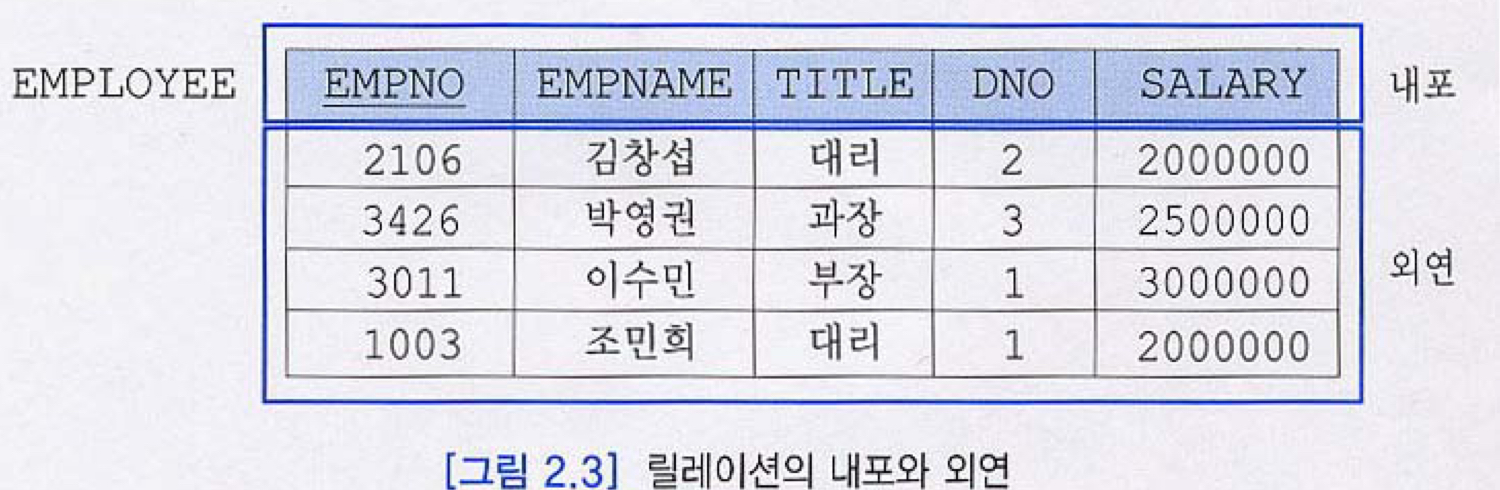 EMPLOYEE EMPNO EMPNAME TITLE DNO SALARY 내포
2106 김창섭 대리 2 2000000
3426 박영권 과장 3 2500000
외연
3011 이수민 부장 1 3000000
1003 조민희 대리 1 2000000
[그림 2.3] 릴레이션의 내포와 외연